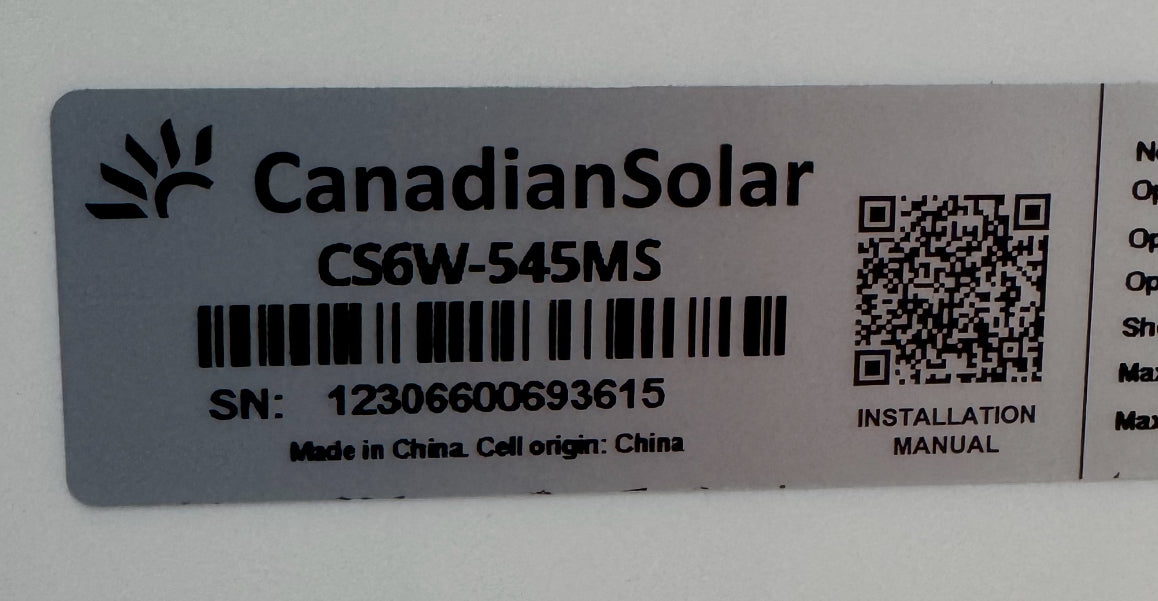 CanadianSolar
CS6W-545MS
SN: 12306600693615
Made in China. Cell origin: China
INSTALLATION
MANUAL